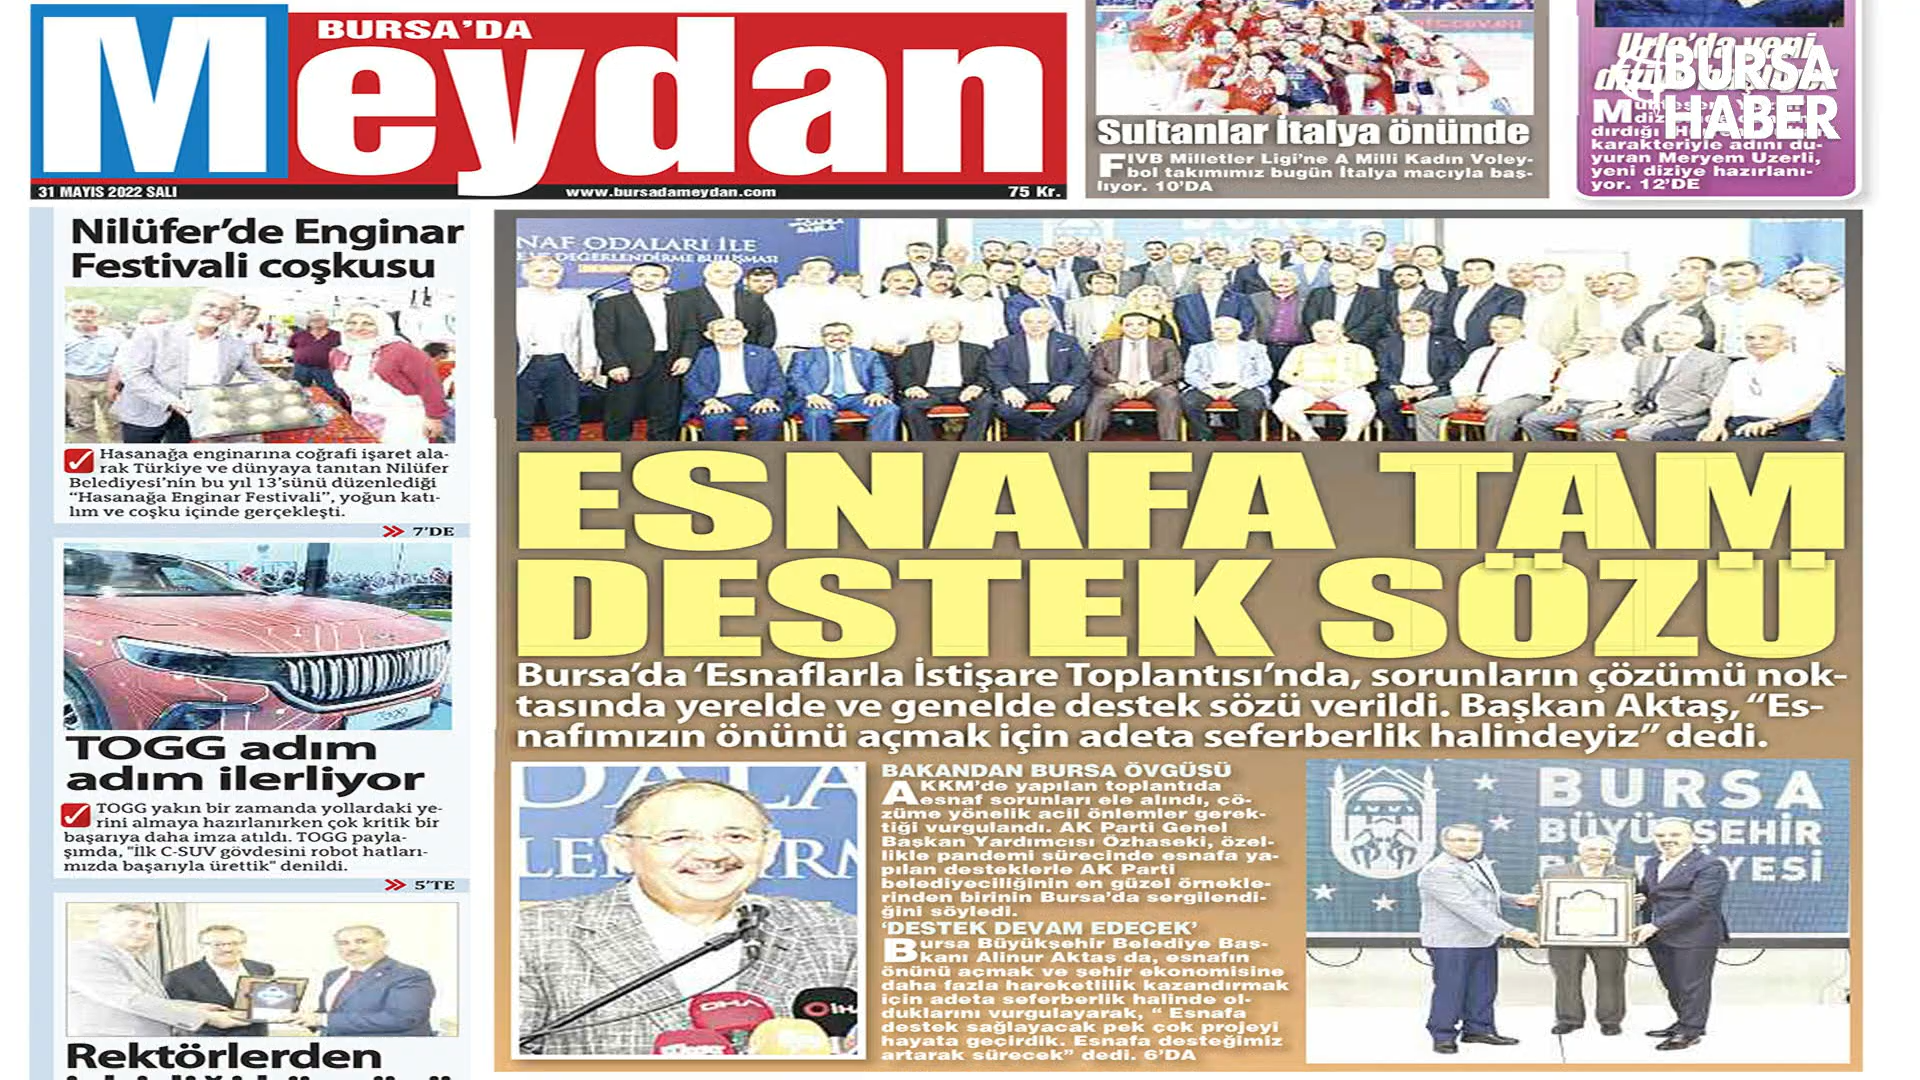 BURSA'DA
Meydan
31 MAYIS 2022 SALI
www.bursadameydan.com
75 Kr.
Sultanlar İtalya önünde
FIVB Milletler Ligi'ne A Milli Kadın Voley-
bol takımımız bugün İtalya maçıyla baş-
lıyor. 10'DA
Urla'da yeni
BURSA
HABER
karakteriyle adını du-
yuran Meryem Uzerli,
yeni diziye hazırlanı-
yor. 12'DE
Nilüfer'de Enginar
Festivali coşkusu
Hasanağa enginarına coğrafi işaret ala-
rak Türkiye ve dünyaya tanıtan Nilüfer
Belediyesi'nin bu yıl 13'sünü düzenlediği
"Hasanağa Enginar Festivali", yoğun katı-
lım ve coşku içinde gerçekleşti.
7'DE
TOGG adım
adım ilerliyor
TOGG yakın bir zamanda yollardaki ye-
rini almaya hazırlanırken çok kritik bir
başarıya daha imza atıldı. TOGG payla-
şımda, "İlk C-SUV gövdesini robot hatları-
mızda başarıyla ürettik" denildi.
5'TE
Rektörlerden
NAF ODALARI İLE
VE DEĞERLENDİRME BULUŞMASI
ESNAFA TAM
DESTEK SÖZÜ
Bursa'da 'Esnaflarla İstişare Toplantısı'nda, sorunların çözümü nok-
tasında yerelde ve genelde destek sözü verildi. Başkan Aktaş, "Es-
nafımızın önünü açmak için adeta seferberlik halindeyiz" dedi.
BAKANDAN BURSA ÖVGÜSÜ
AKKM'de yapılan toplantıda
esnaf sorunları ele alındı, çö-
züme yönelik acil önlemler gerek-
tiği vurgulandı. AK Parti Genel
Başkan Yardımcısı Özhaseki, özel-
likle pandemi sürecinde esnafa ya-
pılan desteklerle AK Parti
belediyeciliğinin en güzel örnekle-
rinden birinin Bursa'da sergilendi-
ğini söyledi.
'DESTEK DEVAM EDECEK'
Bursa Büyükşehir Belediye Baş-
kanı Alinur Aktaş da, esnafın
önünü açmak ve şehir ekonomisine
daha fazla hareketlilik kazandırmak
için adeta seferberlik halinde ol-
duklarını vurgulayarak, " Esnafa
destek sağlayacak pek çok projeyi
hayata geçirdik. Esnafa desteğimiz
artarak sürecek" dedi. 6'DA
DHA
BURSA